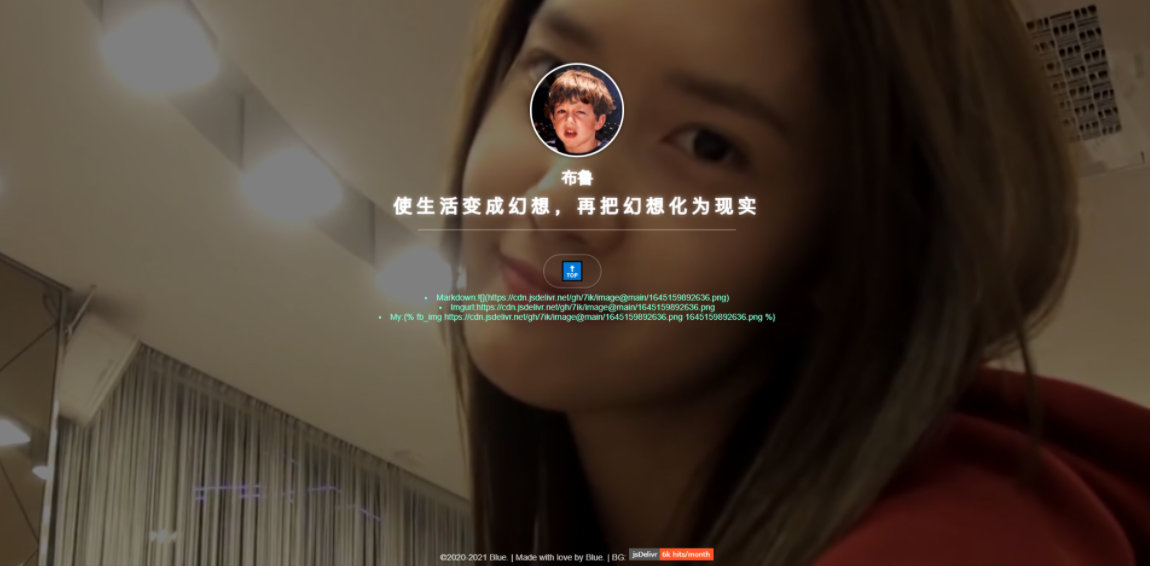 布鲁
使生活变成幻想，再把幻想化为现实
TOP
• Markdown:![](https://cdn.jsdelivr.net/gh/7ik/image@main/1645159892636.png)
• Imgurl:https://cdn.jsdelivr.net/gh/7ik/image@main/1645159892636.png
• My:{% fb_img https://cdn.jsdelivr.net/gh/7ik/image@main/1645159892636.png 1645159892636.png %}
©2020-2021 Blue. | Made with love by Blue. | BG: jsDelivr 6k hits/month